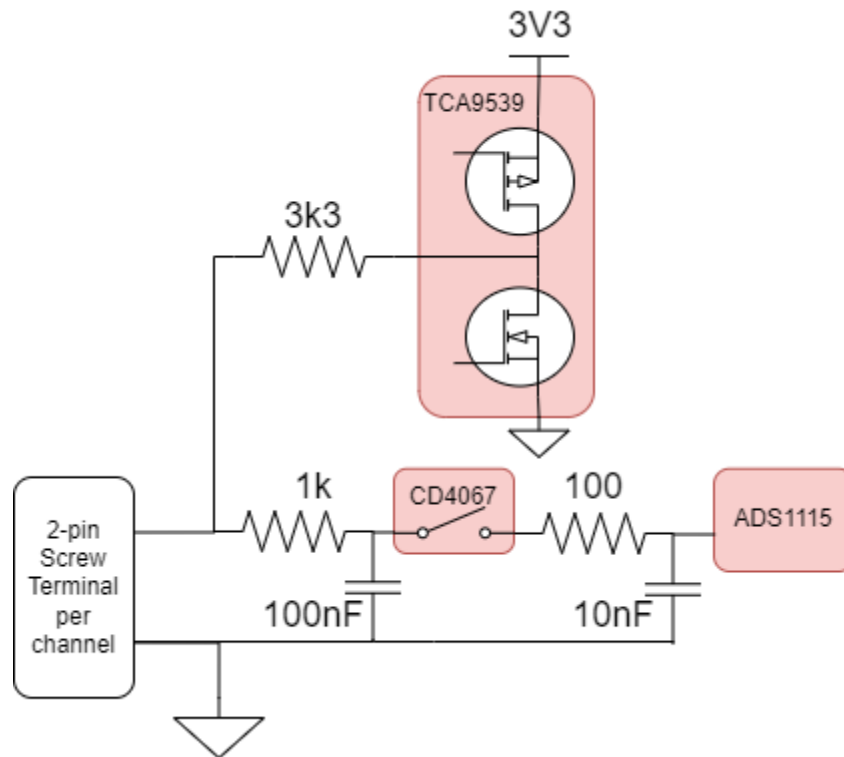 3V3
TCA9539
3k3
1k
CD4067
100
ADS1115
2-pin
Screw
Terminal
per
channel
100nF
10nF